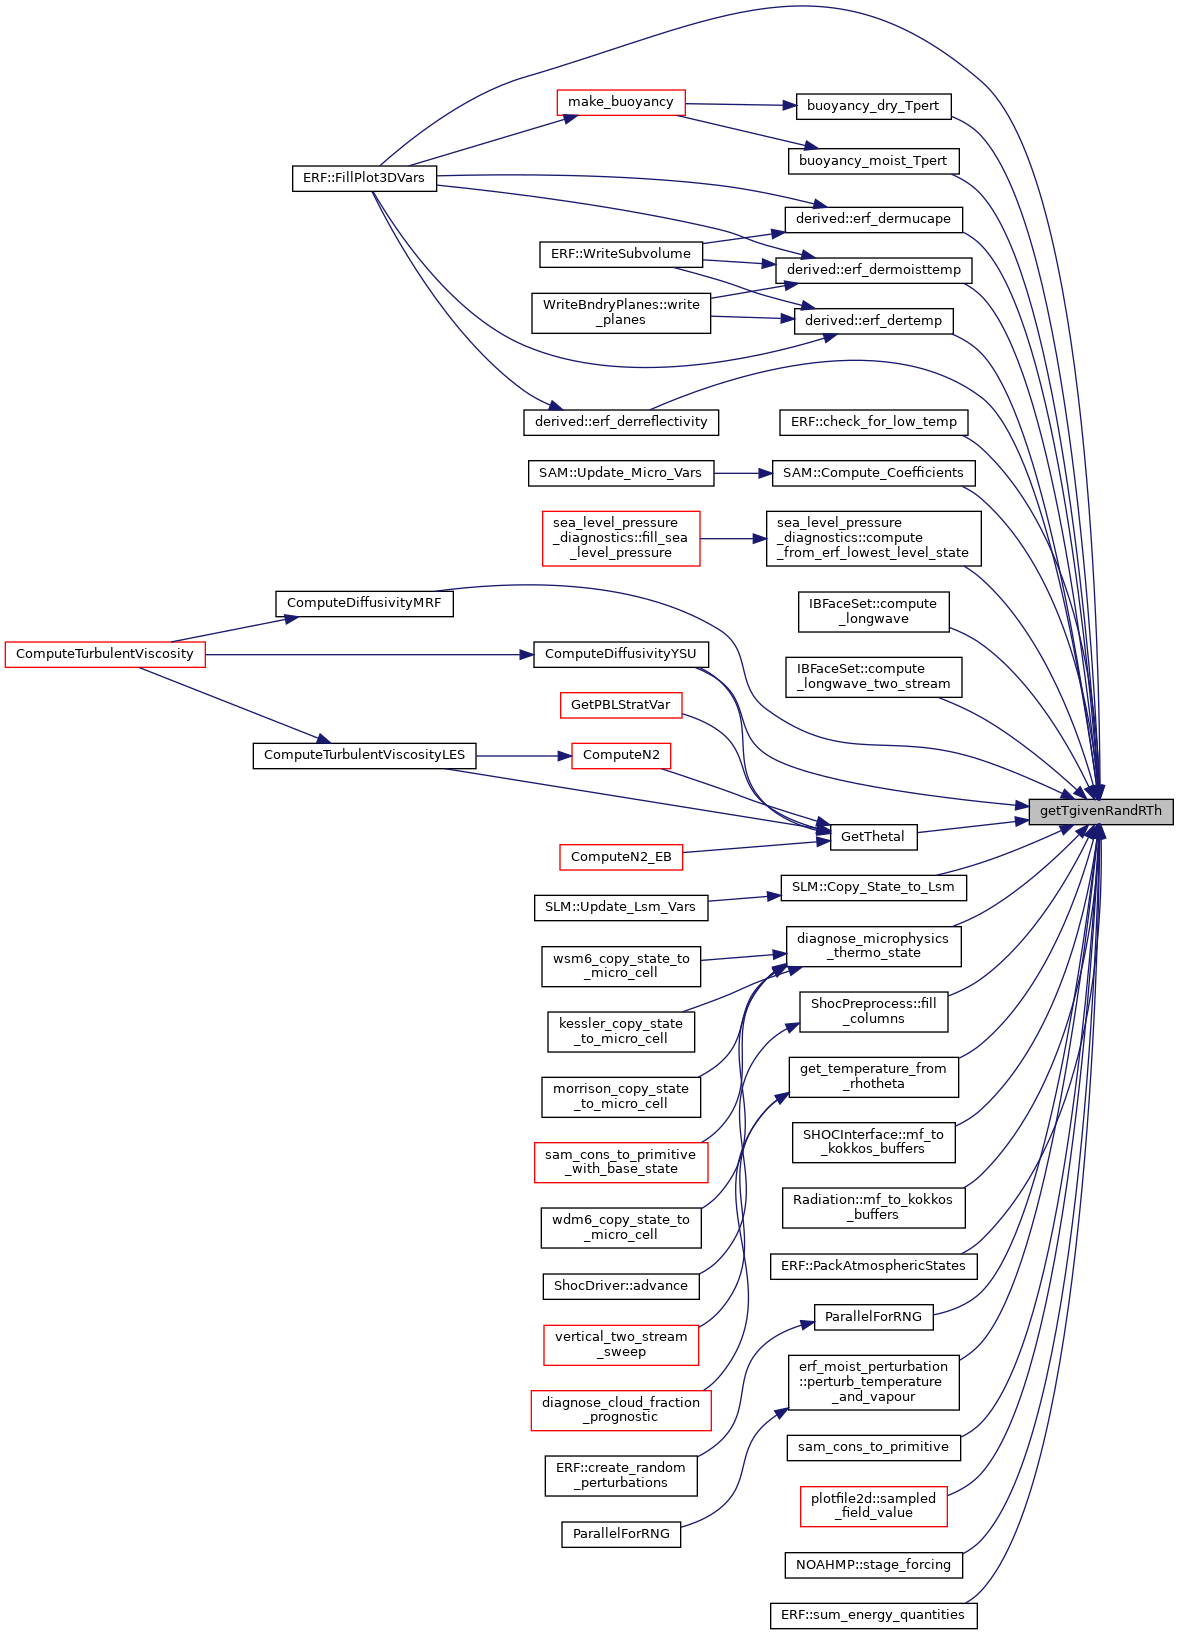 make_buoyancy
buoyancy_dry_Tpert
buoyancy_moist_Tpert
ERF::FillPlot3DVars
derived::erf_dermucape
ERF::WriteSubvolume
derived::erf_dermoisttemp
WriteBndryPlanes::write
_planes
derived::erf_dertemp
derived::erf_derreflectivity
ERF::check_for_low_temp
SAM::Update_Micro_Vars
SAM::Compute_Coefficients
sea_level_pressure
_diagnostics::fill_sea
_level_pressure
sea_level_pressure
_diagnostics::compute
_from_erf_lowest_level_state
IBFaceSet::compute
_longwave
ComputeDiffusivityMRF
ComputeTurbulentViscosity
ComputeDiffusivityYSU
IBFaceSet::compute
_longwave_two_stream
GetPBLStratVar
ComputeTurbulentViscosityLES
ComputeN2
getTgivenRandRTh
GetThetal
ComputeN2_EB
SLM::Copy_State_to_Lsm
SLM::Update_Lsm_Vars
diagnose_microphysics
_thermo_state
wsm6_copy_state_to
_micro_cell
ShocPreprocess::fill
_columns
kessler_copy_state
_to_micro_cell
get_temperature_from
_rhotheta
morrison_copy_state
_to_micro_cell
SHOCInterface::mf_to
_kokkos_buffers
sam_cons_to_primitive
_with_base_state
Radiation::mf_to_kokkos
_buffers
wdm6_copy_state_to
_micro_cell
ERF::PackAtmosphericStates
ShocDriver::advance
ParallelForRNG
vertical_two_stream
_sweep
erf_moist_perturbation
::perturb_temperature
_and_vapour
diagnose_cloud_fraction
_prognostic
sam_cons_to_primitive
ERF::create_random
_perturbations
plotfile2d::sampled
_field_value
ParallelForRNG
NOAHMP::stage_forcing
ERF::sum_energy_quantities